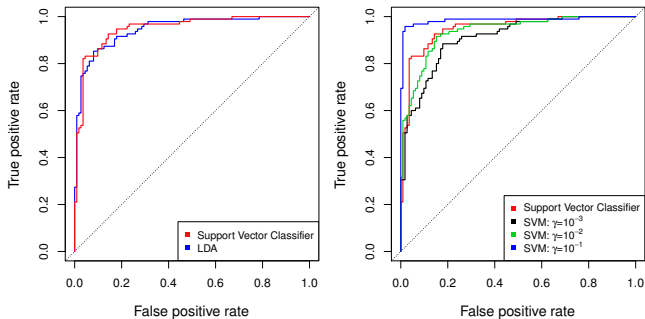 1.0
0.8
0.6
0.4
0.2
0.0
True positive rate
Support Vector Classifier
LDA
0.0 0.2 0.4 0.6 0.8 1.0
False positive rate
1.0
0.8
0.6
0.4
0.2
0.0
True positive rate
Support Vector Classifier
SVM: γ=10⁻³
SVM: γ=10⁻²
SVM: γ=10⁻¹
0.0 0.2 0.4 0.6 0.8 1.0
False positive rate